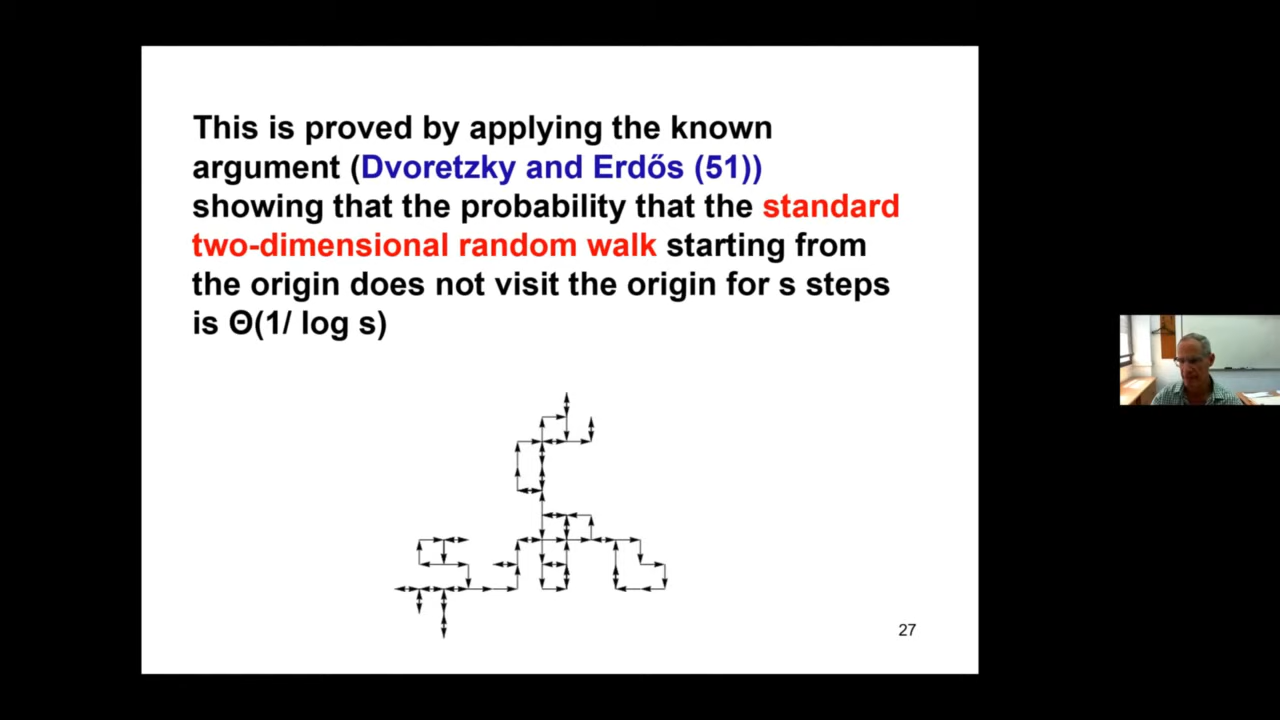 This is proved by applying the known
argument (Dvoretzky and Erdős (51))
showing that the probability that the standard
two-dimensional random walk starting from
the origin does not visit the origin for s steps
is Θ(1/ log s)
27